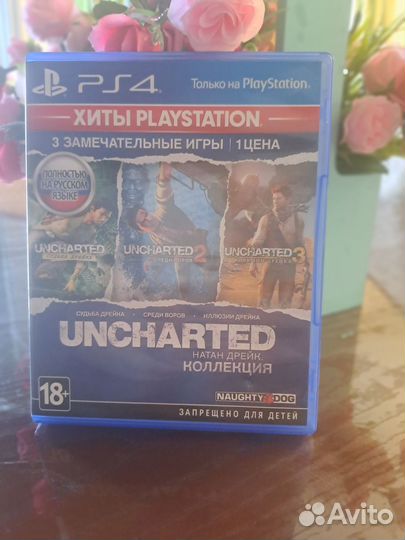 PS4
Только на PlayStation
ХИТЫ PLAYSTATION
3 ЗАМЕЧАТЕЛЬНЫЕ ИГРЫ | 1 ЦЕНА
ПОЛНОСТЬЮ
НА РУССКОМ
ЯЗЫКЕ
UNCHARTED
UNCHARTED 2
UNCHARTED 3
СУДЬБА ДРЕЙКА • СРЕДИ ВОРОВ • ИЛЛЮЗИИ ДРЕЙКА
UNCHARTED
НАТАН ДРЕЙК.
КОЛЛЕКЦИЯ
18+
NAUGHTY DOG
ЗАПРЕЩЕНО ДЛЯ ДЕТЕЙ
Avito